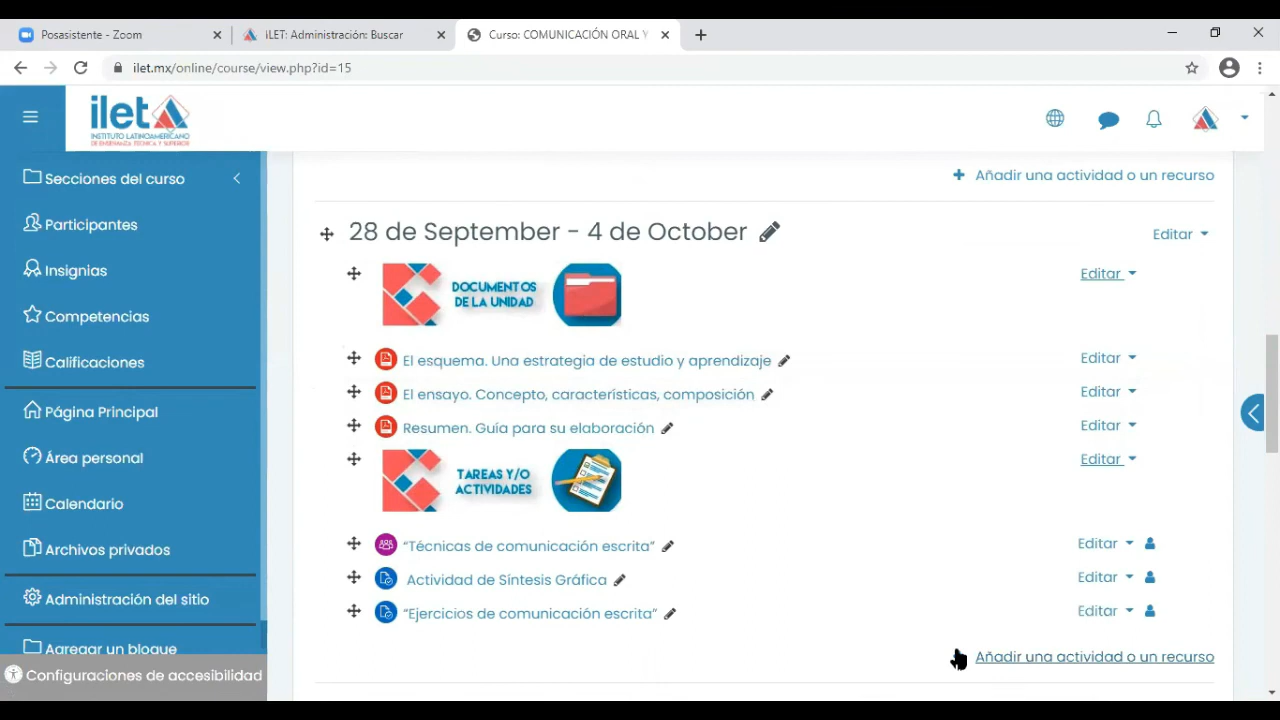 Posasistente - Zoom
iLET: Administración: Buscar
Curso: COMUNICACIÓN ORAL Y
ilet.mx/online/course/view.php?id=15
ilet
INSTITUTO LATINOAMERICANO
DE ENSEÑANZA TÉCNICA Y SUPERIOR
Secciones del curso
Participantes
Insignias
Competencias
Calificaciones
Página Principal
Área personal
Calendario
Archivos privados
Administración del sitio
Agregar un bloque
Configuraciones de accesibilidad
Añadir una actividad o un recurso
28 de September - 4 de October
Editar
DOCUMENTOS
DE LA UNIDAD
Editar
El esquema. Una estrategia de estudio y aprendizaje
Editar
El ensayo. Concepto, características, composición
Editar
Resumen. Guía para su elaboración
Editar
TAREAS Y/O
ACTIVIDADES
Editar
“Técnicas de comunicación escrita”
Editar
Actividad de Síntesis Gráfica
Editar
“Ejercicios de comunicación escrita”
Editar
Añadir una actividad o un recurso